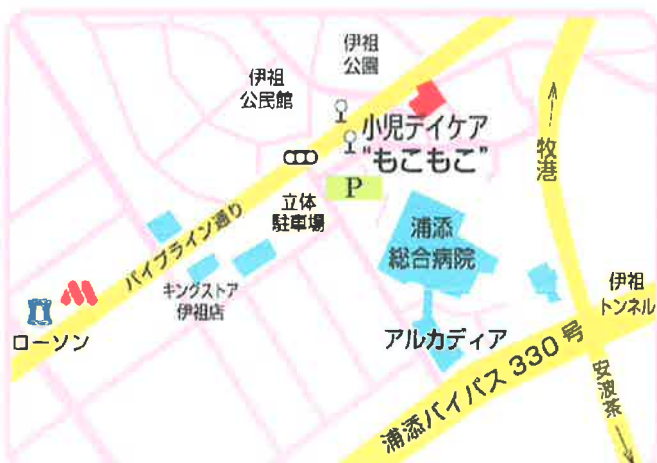 伊祖
公園
伊祖
公民館
小児デイケア
"もこもこ"
牧港
P
立体
駐車場
浦添
総合病院
パイプライン通り
伊祖
トンネル
キングストア
伊祖店
ローソン
アルカディア
浦添バイパス 330 号
安波茶